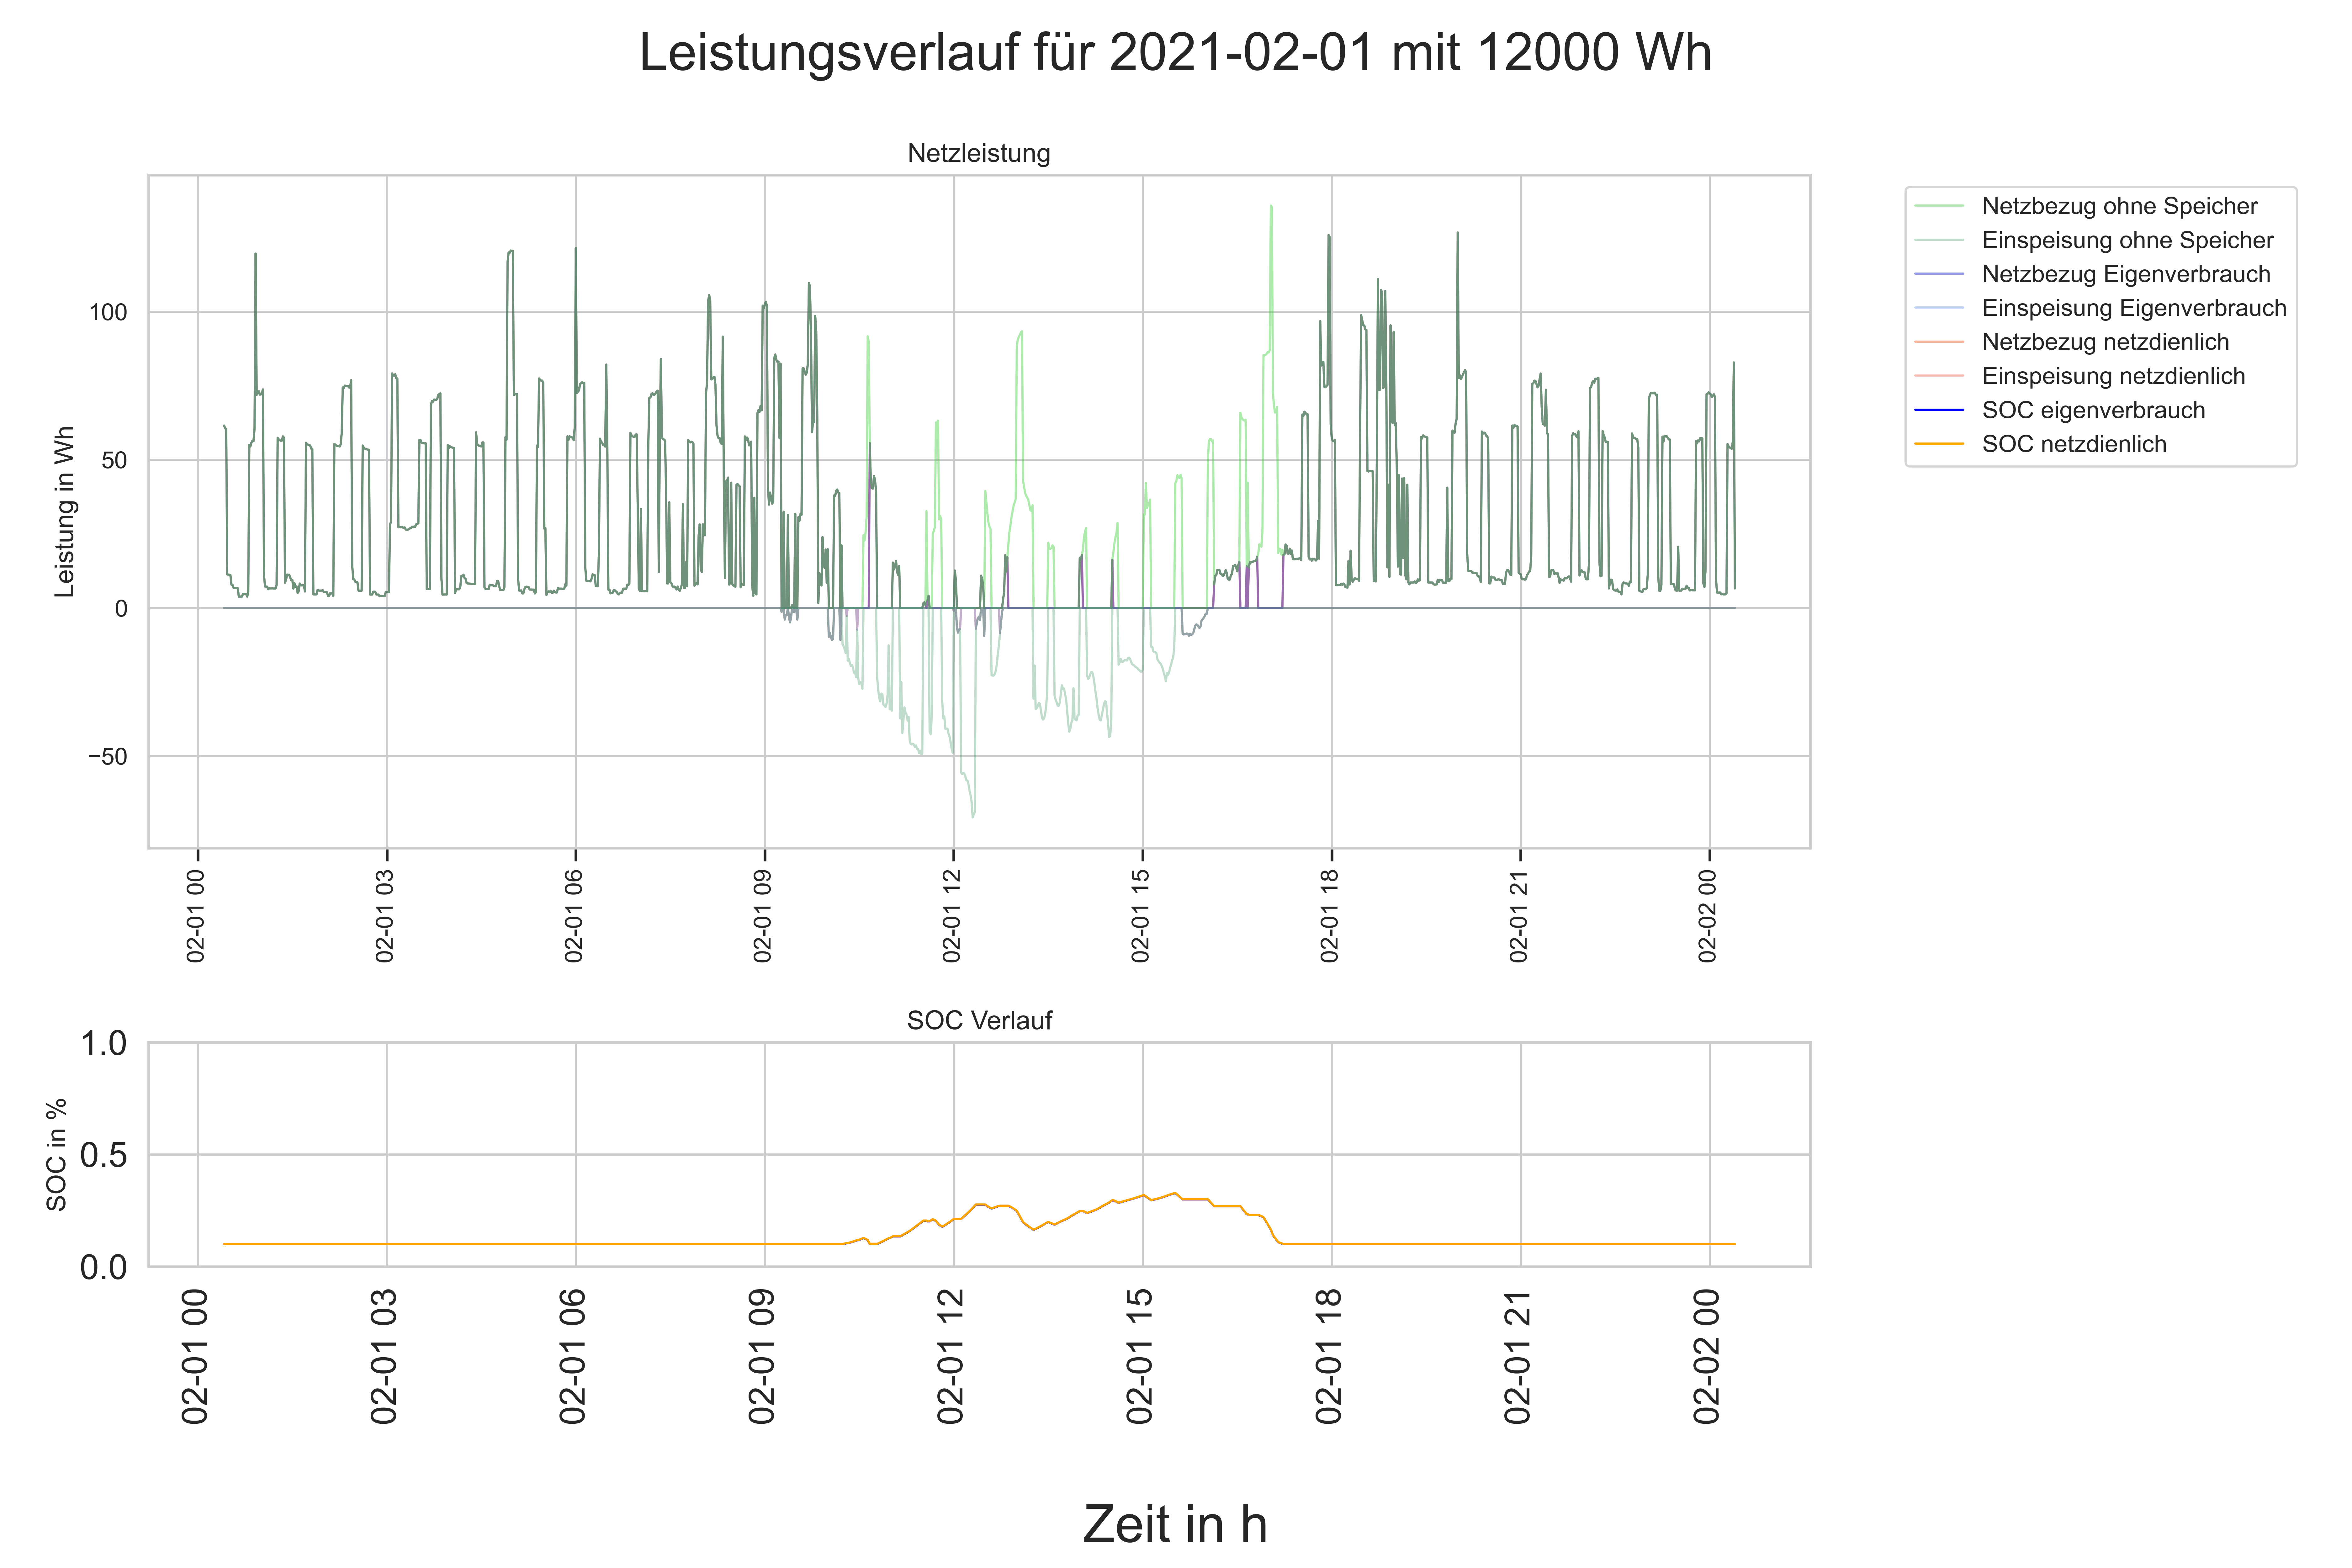 Leistungsverlauf für 2021-02-01 mit 12000 Wh
Netzleistung
Leistung in Wh
100
50
0
−50
02-01 00
02-01 03
02-01 06
02-01 09
02-01 12
02-01 15
02-01 18
02-01 21
02-02 00
Netzbezug ohne Speicher
Einspeisung ohne Speicher
Netzbezug Eigenverbrauch
Einspeisung Eigenverbrauch
Netzbezug netzdienlich
Einspeisung netzdienlich
SOC eigenverbrauch
SOC netzdienlich
SOC Verlauf
SOC in %
1.0
0.5
0.0
02-01 00
02-01 03
02-01 06
02-01 09
02-01 12
02-01 15
02-01 18
02-01 21
02-02 00
Zeit in h